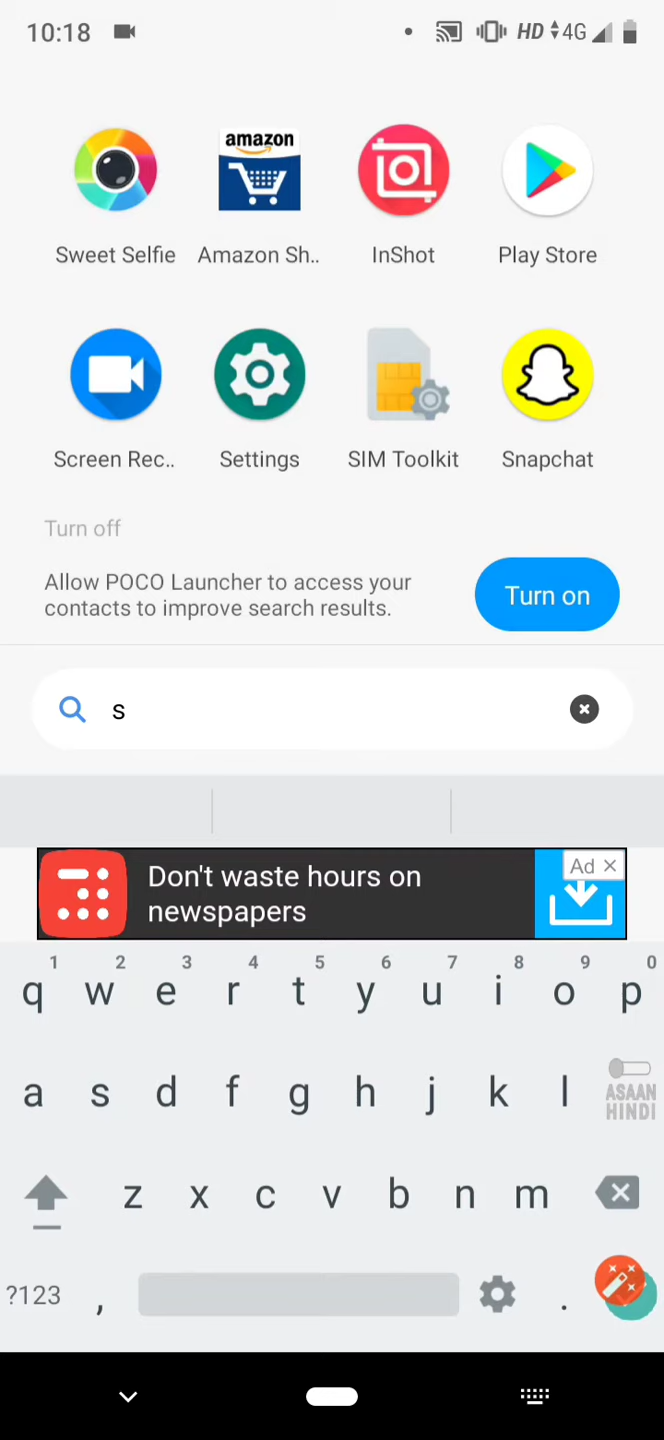 10:18 HD 4G
amazon
Sweet Selfie Amazon Sh.. InShot Play Store
Screen Rec.. Settings SIM Toolkit Snapchat
Turn off
Allow POCO Launcher to access your
contacts to improve search results.
Turn on
s
Don't waste hours on
newspapers
Ad
1 2 3 4 5 6 7 8 9 0
q w e r t y u i o p
a s d f g h j k l
ASAAN
HINDI
z x c v b n m
?123 , .